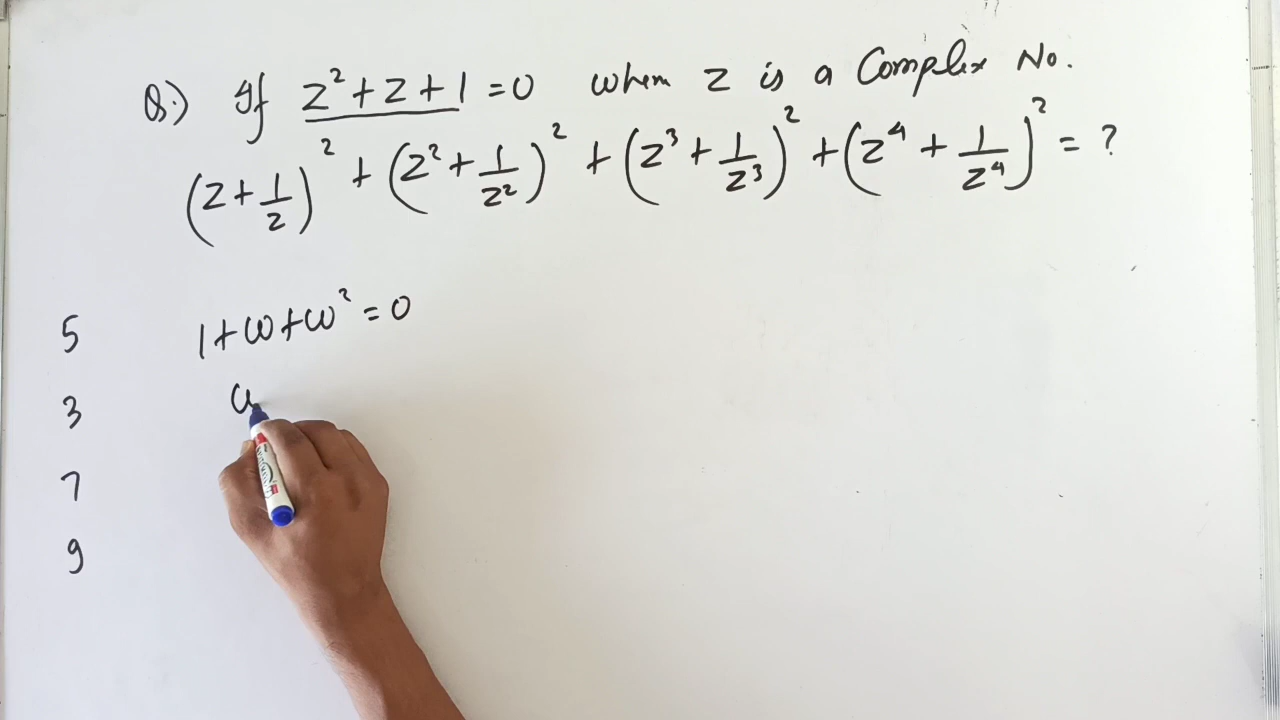 Q.) If z² + z + 1 = 0 when z is a Complex No.
(z + 1/z)² + (z² + 1/z²)² + (z³ + 1/z³)² + (z⁴ + 1/z⁴)² = ?
5
1 + ω + ω² = 0
3
7
9